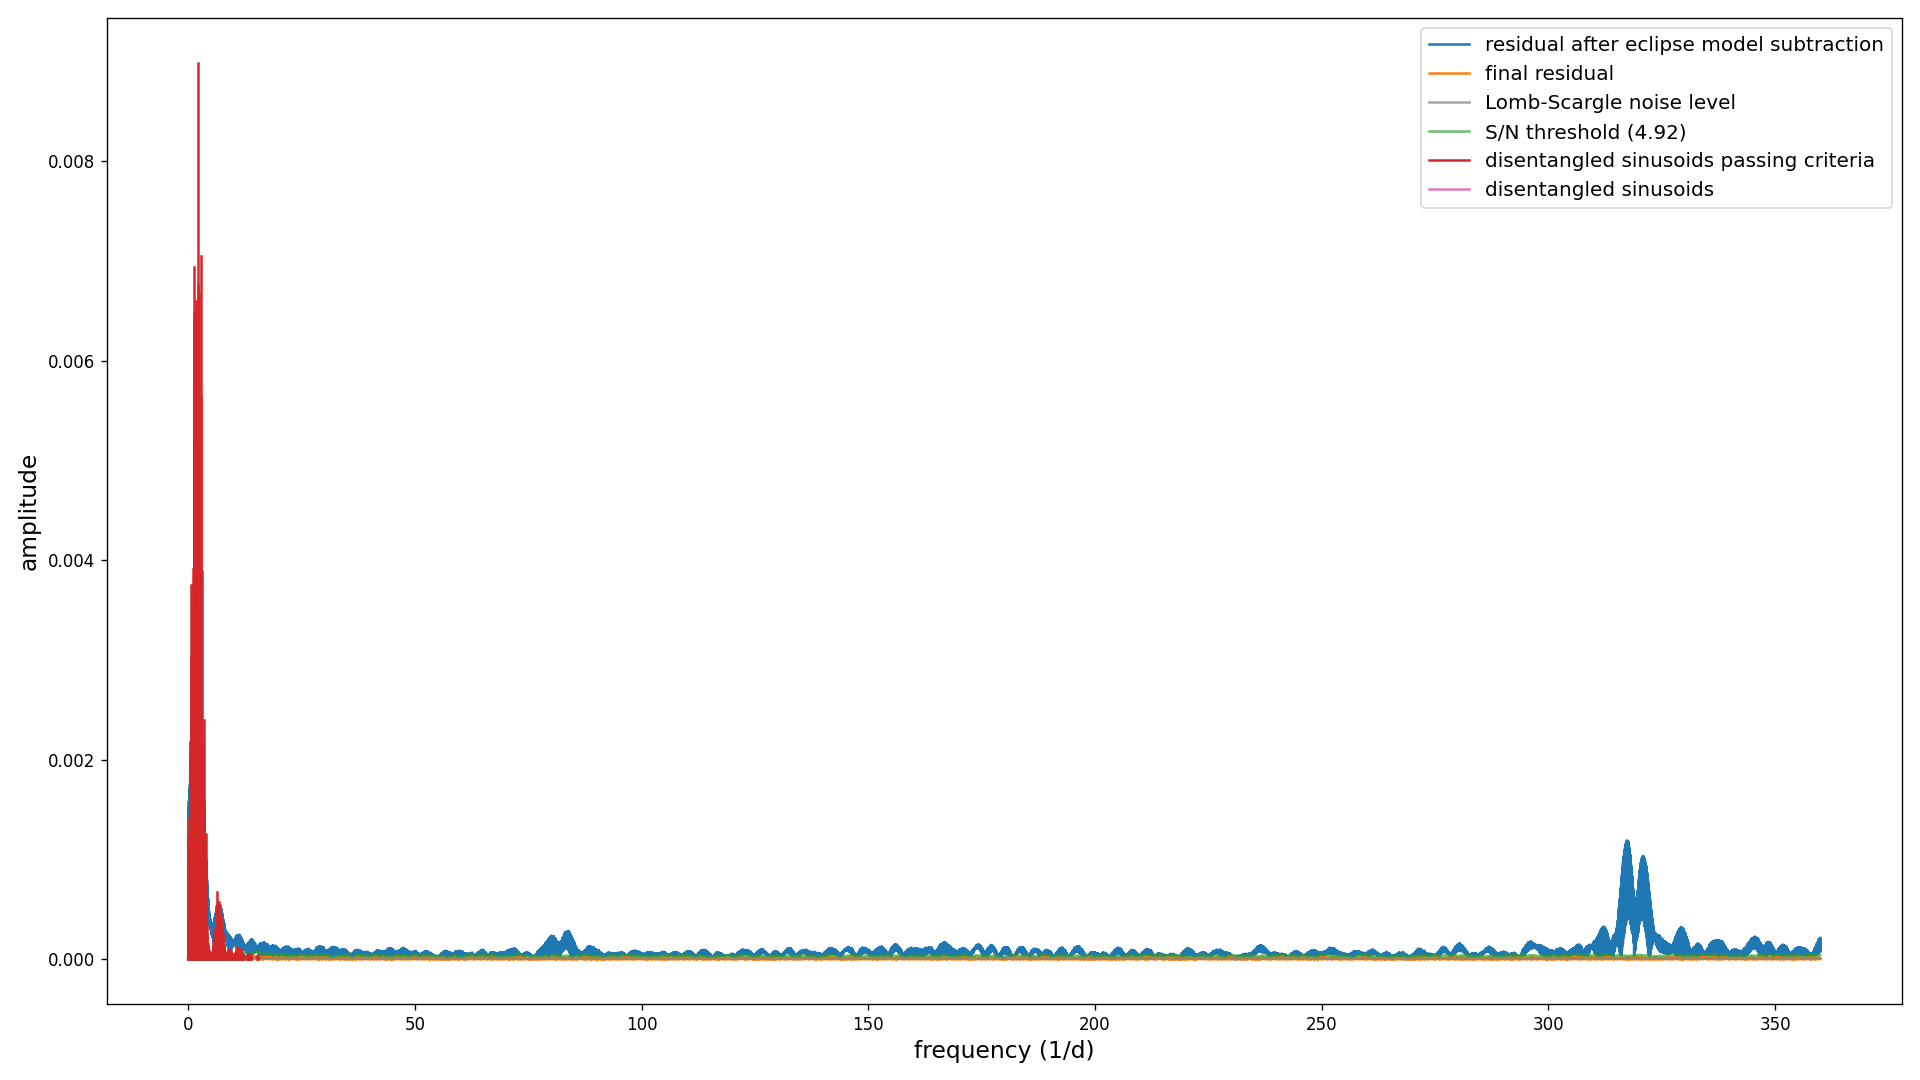 residual after eclipse model subtraction
final residual
Lomb-Scargle noise level
S/N threshold (4.92)
disentangled sinusoids passing criteria
disentangled sinusoids
0.008
0.006
0.004
0.002
0.000
amplitude
0 50 100 150 200 250 300 350
frequency (1/d)